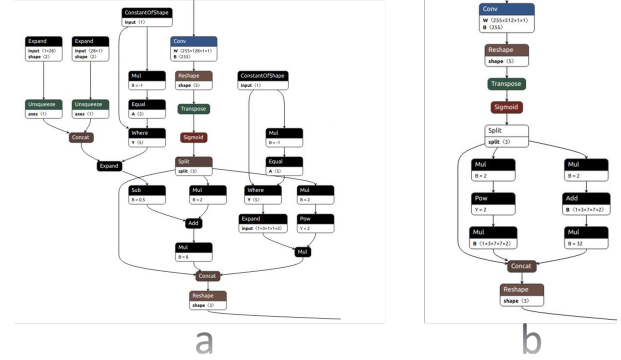 ConstantOfShape
input ⟨1⟩
Expand
input ⟨1×28⟩
shape ⟨2⟩
Expand
input ⟨28×1⟩
shape ⟨2⟩
Conv
W ⟨255×128×1×1⟩
B ⟨255⟩
Mul
B = -1
Reshape
shape ⟨5⟩
ConstantOfShape
input ⟨1⟩
Unsqueeze
axes ⟨1⟩
Unsqueeze
axes ⟨1⟩
Equal
A ⟨5⟩
Transpose
Concat
Where
Y ⟨5⟩
Sigmoid
Mul
B = -1
Expand
Split
split ⟨3⟩
Equal
A ⟨5⟩
Sub
B = 0.5
Mul
B = 2
Where
Y ⟨5⟩
Mul
B = 2
Add
Expand
input ⟨1×3×1×1×2⟩
Pow
Y = 2
Mul
B = 8
Mul
Concat
Reshape
shape ⟨3⟩
a
Conv
W ⟨255×512×1×1⟩
B ⟨255⟩
Reshape
shape ⟨5⟩
Transpose
Sigmoid
Split
split ⟨3⟩
Mul
B = 2
Mul
B = 2
Pow
Y = 2
Add
B ⟨1×3×7×7×2⟩
Mul
B ⟨1×3×7×7×2⟩
Mul
B = 32
Concat
Reshape
shape ⟨3⟩
b